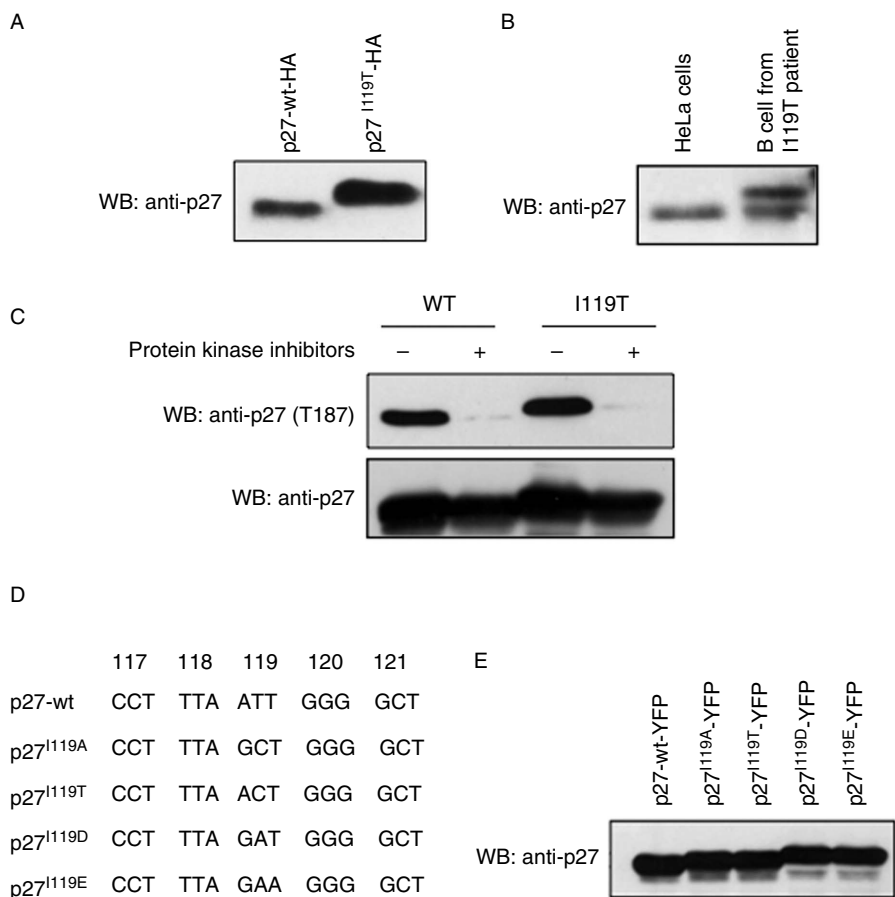 A
p27-wt-HA
p27 I119T-HA
WB: anti-p27
B
HeLa cells
B cell from
I119T patient
WB: anti-p27
C
WT I119T
Protein kinase inhibitors – + – +
WB: anti-p27 (T187)
WB: anti-p27
D
117 118 119 120 121
p27-wt CCT TTA ATT GGG GCT
p27I119A CCT TTA GCT GGG GCT
p27I119T CCT TTA ACT GGG GCT
p27I119D CCT TTA GAT GGG GCT
p27I119E CCT TTA GAA GGG GCT
E
p27-wt-YFP
p27I119A-YFP
p27I119T-YFP
p27I119D-YFP
p27I119E-YFP
WB: anti-p27